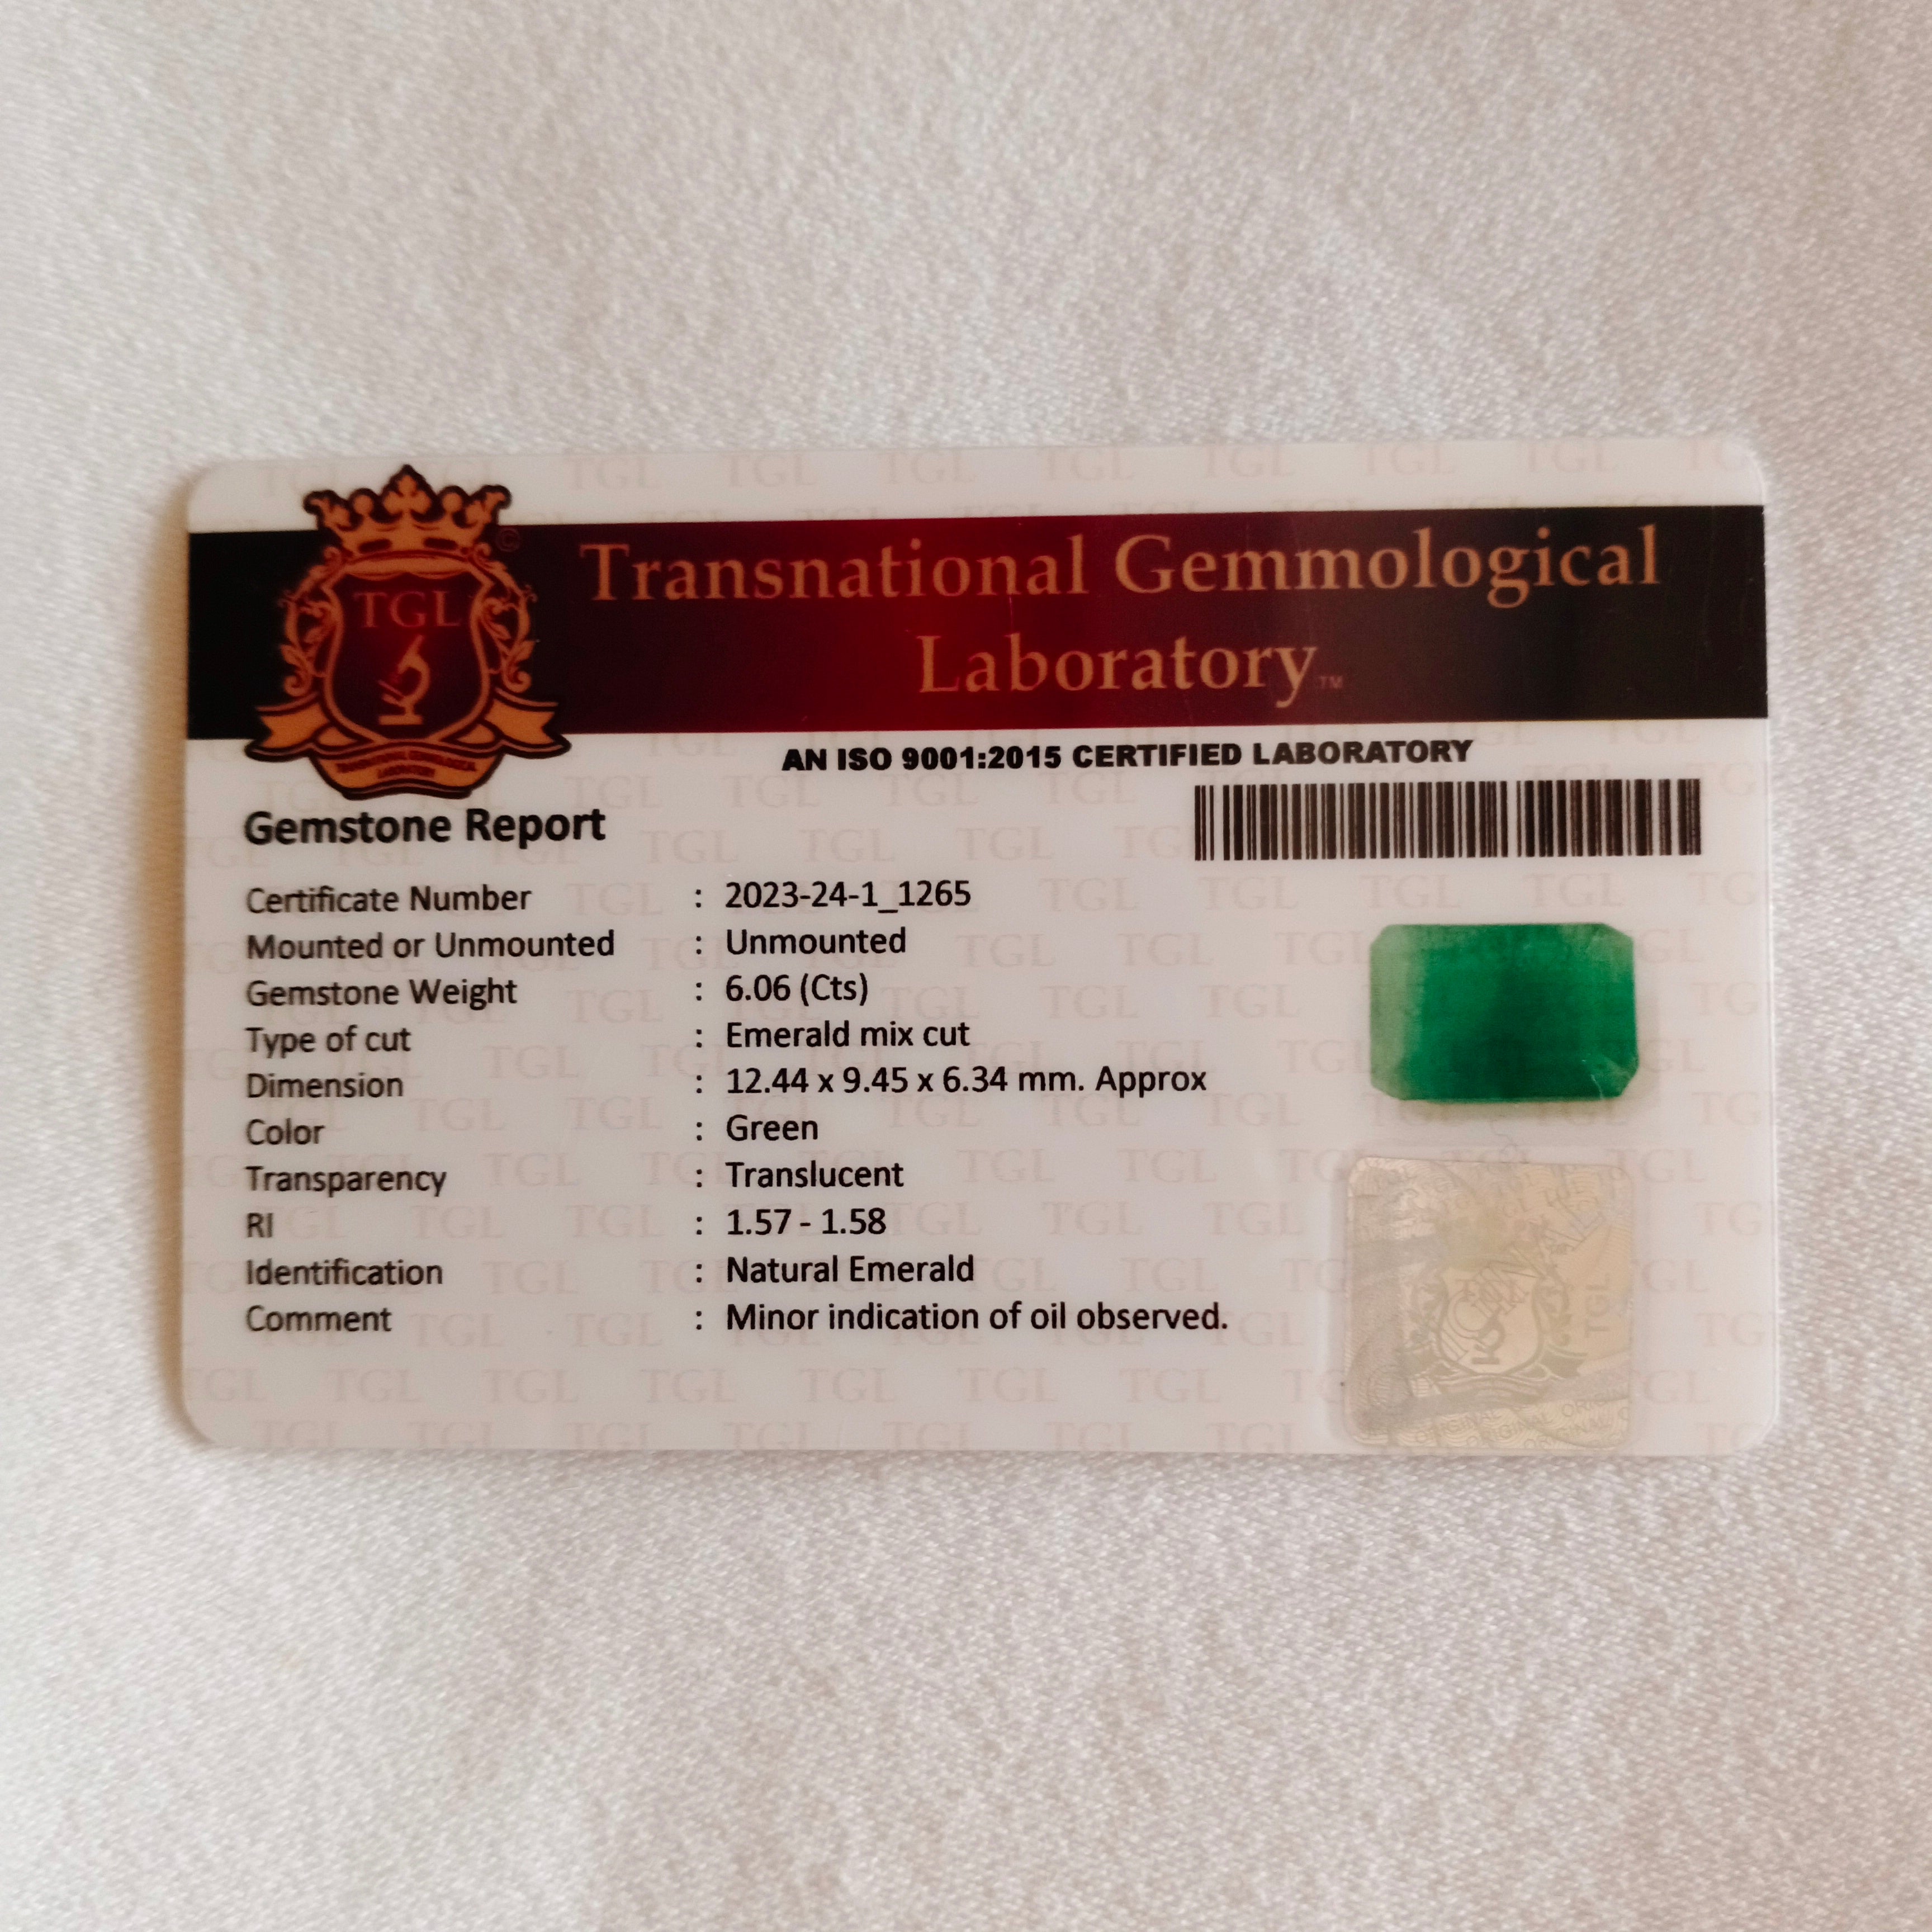 TGL
©
Transnational Gemmological
Laboratory™
AN ISO 9001:2015 CERTIFIED LABORATORY
Gemstone Report
Certificate Number : 2023-24-1_1265
Mounted or Unmounted : Unmounted
Gemstone Weight : 6.06 (Cts)
Type of cut : Emerald mix cut
Dimension : 12.44 x 9.45 x 6.34 mm. Approx
Color : Green
Transparency : Translucent
RI : 1.57 - 1.58
Identification : Natural Emerald
Comment : Minor indication of oil observed.